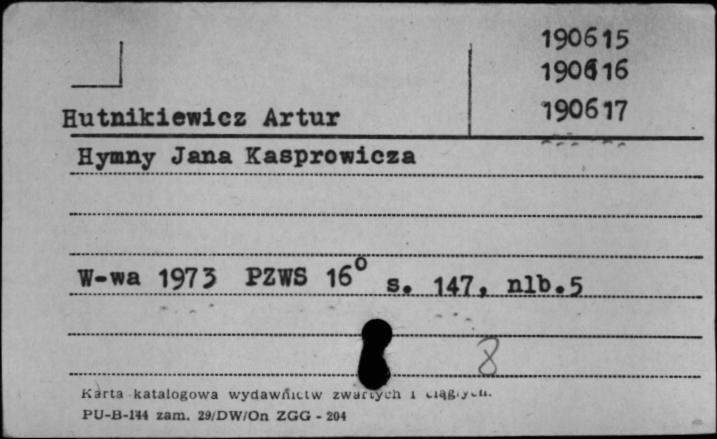 190615
190616
190617
Hutnikiewicz Artur
Hymny Jana Kasprowicza
W-wa 1973 PZWS 16° s. 147, nlb.5
8
Karta katalogowa wydawnictw zwartych i ciągłych.
PU-B-144 zam. 29/DW/On ZGG - 204